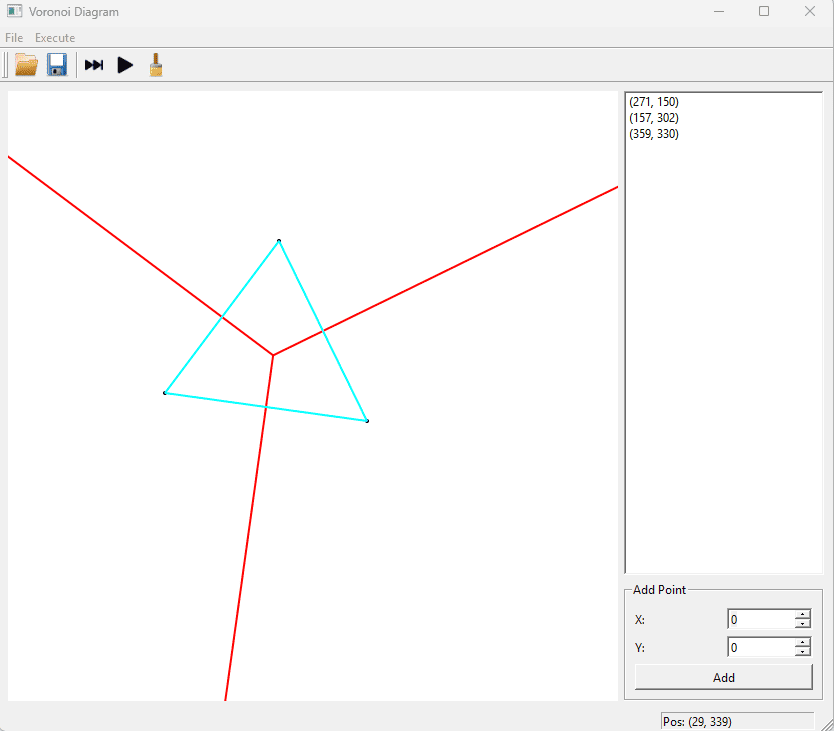 Voronoi Diagram
File Execute
(271, 150)
(157, 302)
(359, 330)
Add Point
X: 0
Y: 0
Add
Pos: (29, 339)